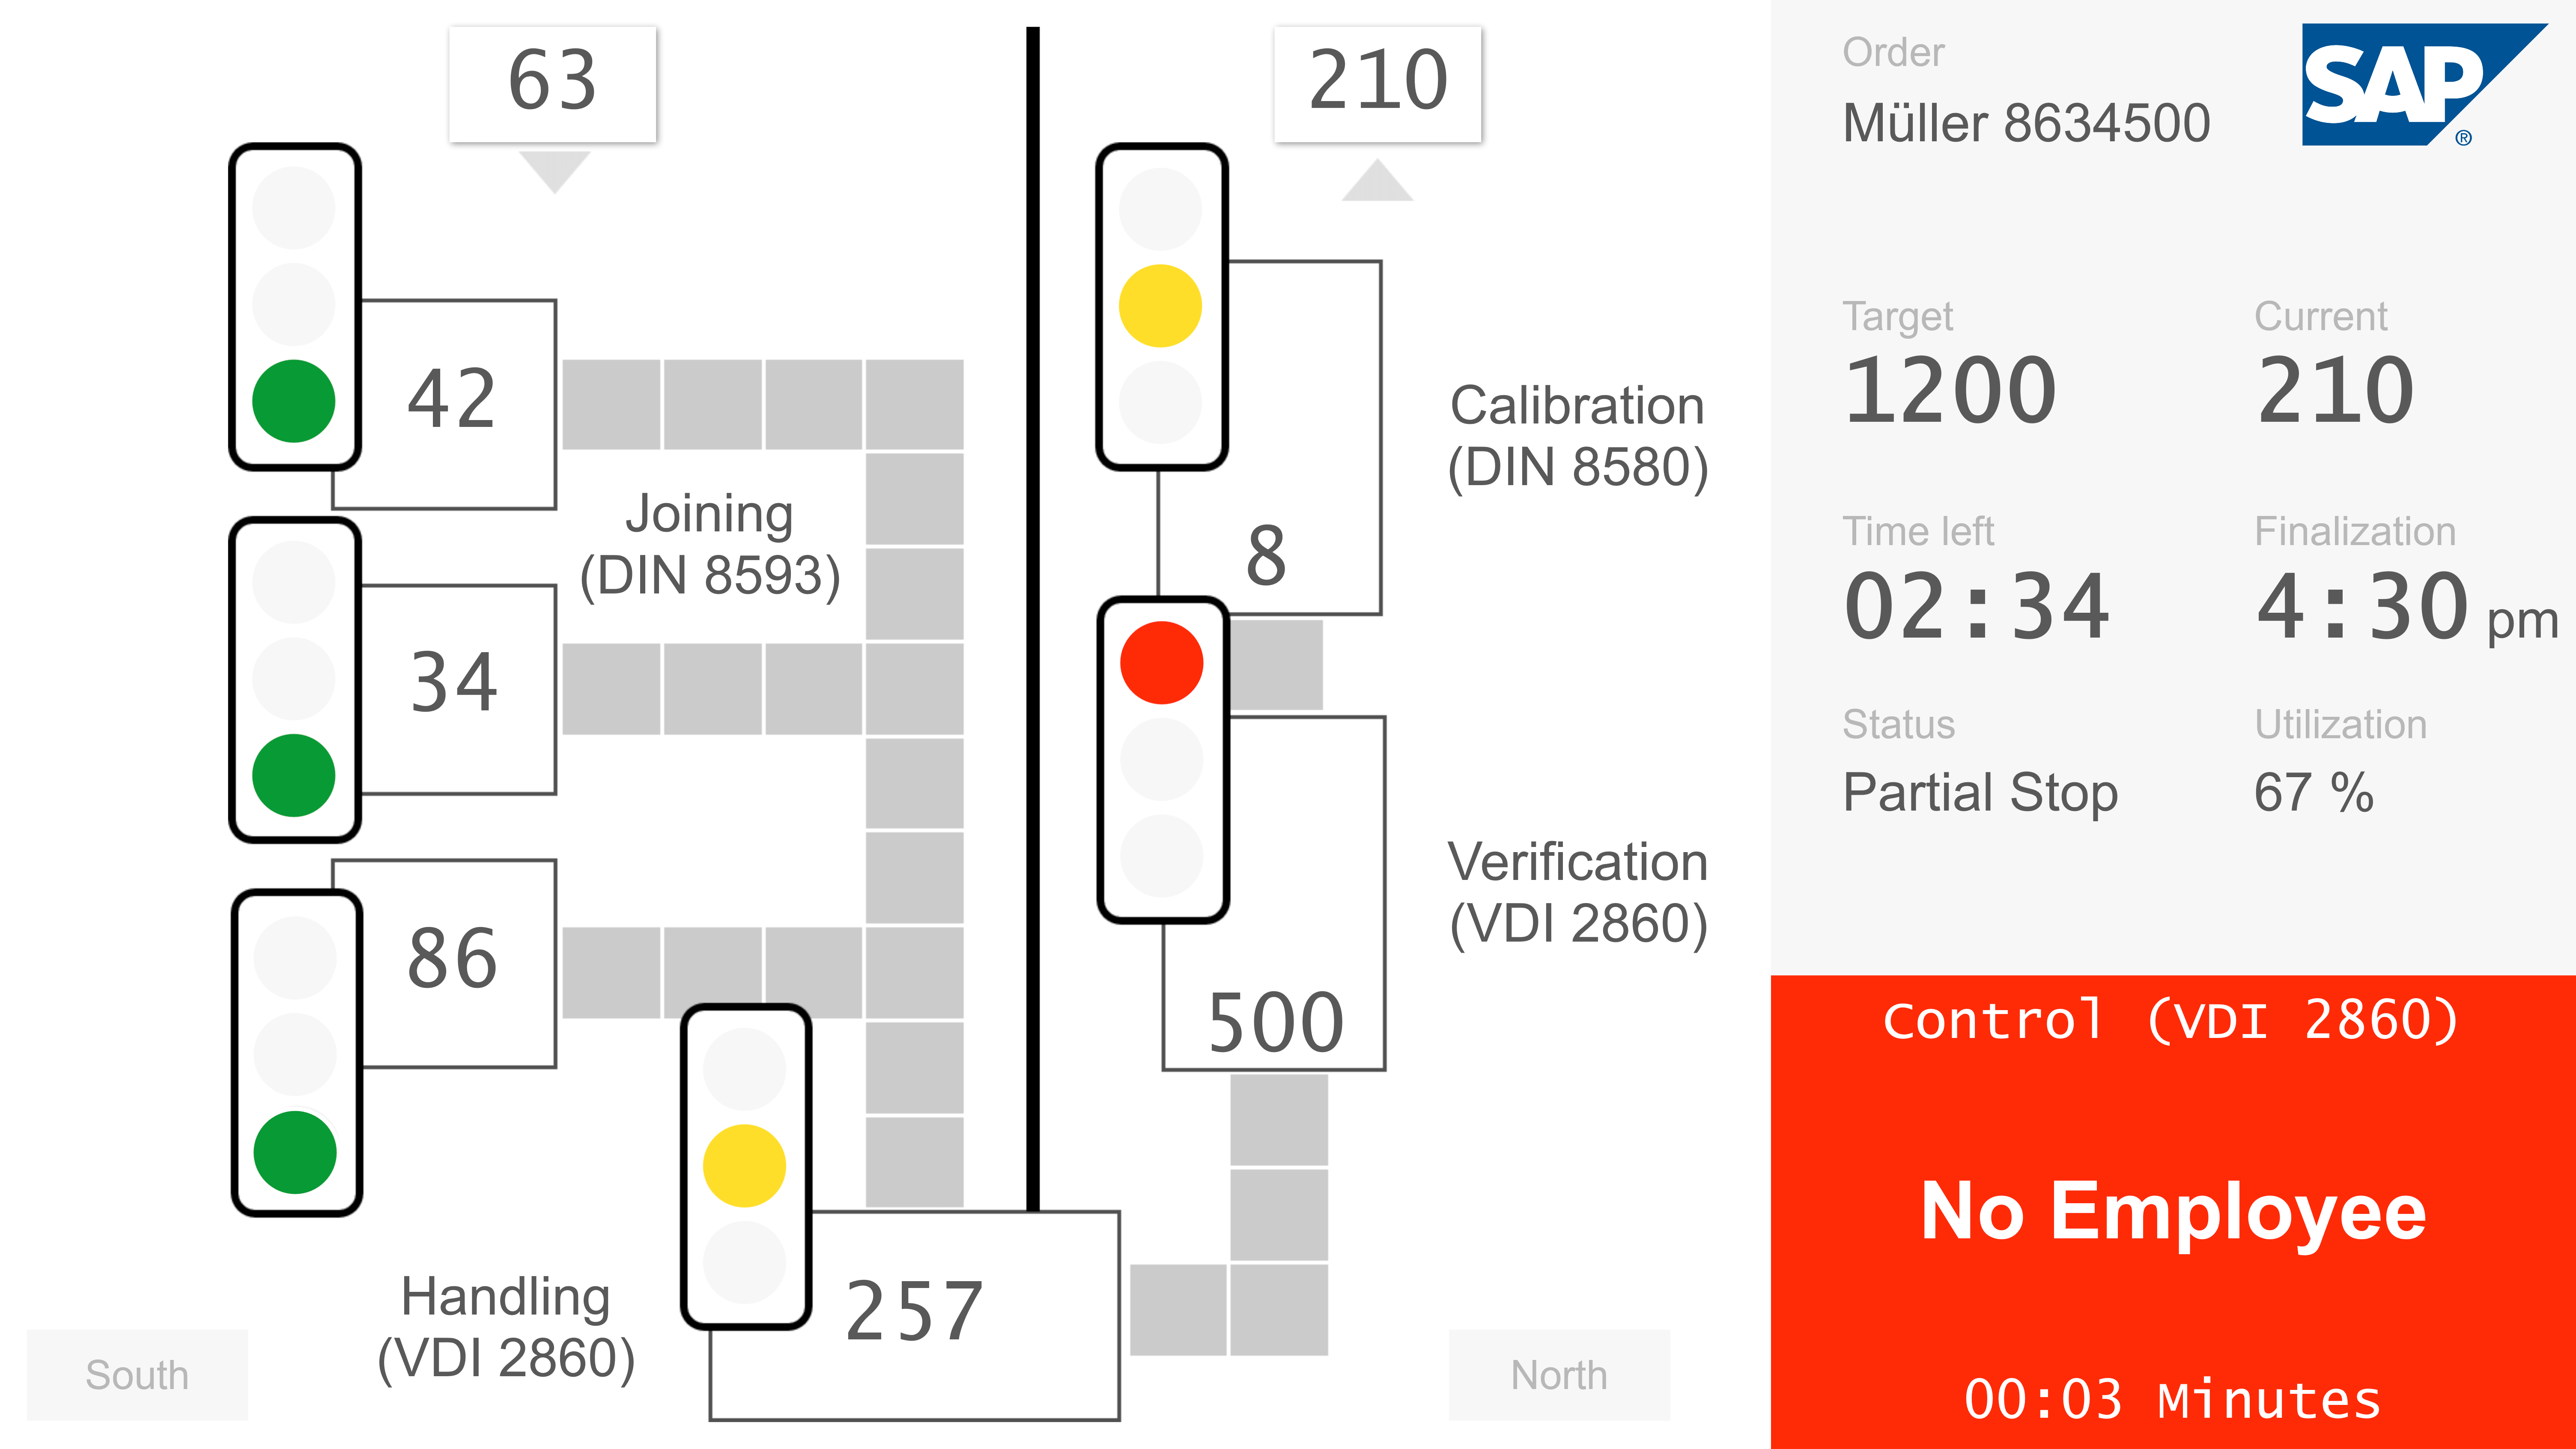 63
42
Joining
(DIN 8593)
34
86
Handling
(VDI 2860)
257
South
210
Calibration
(DIN 8580)
8
Verification
(VDI 2860)
500
North
Order
Müller 8634500
SAP®
Target
1200
Current
210
Time left
02:34
Finalization
4:30 pm
Status
Partial Stop
Utilization
67 %
Control (VDI 2860)
No Employee
00:03 Minutes